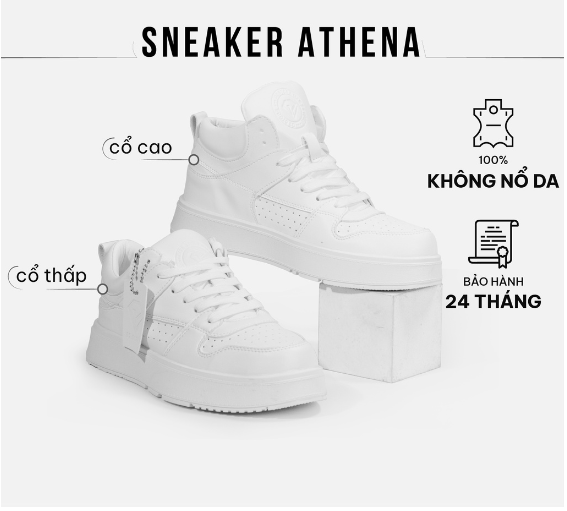 SNEAKER ATHENA
cổ cao
100%
KHÔNG NỔ DA
cổ thấp
BẢO HÀNH
24 THÁNG